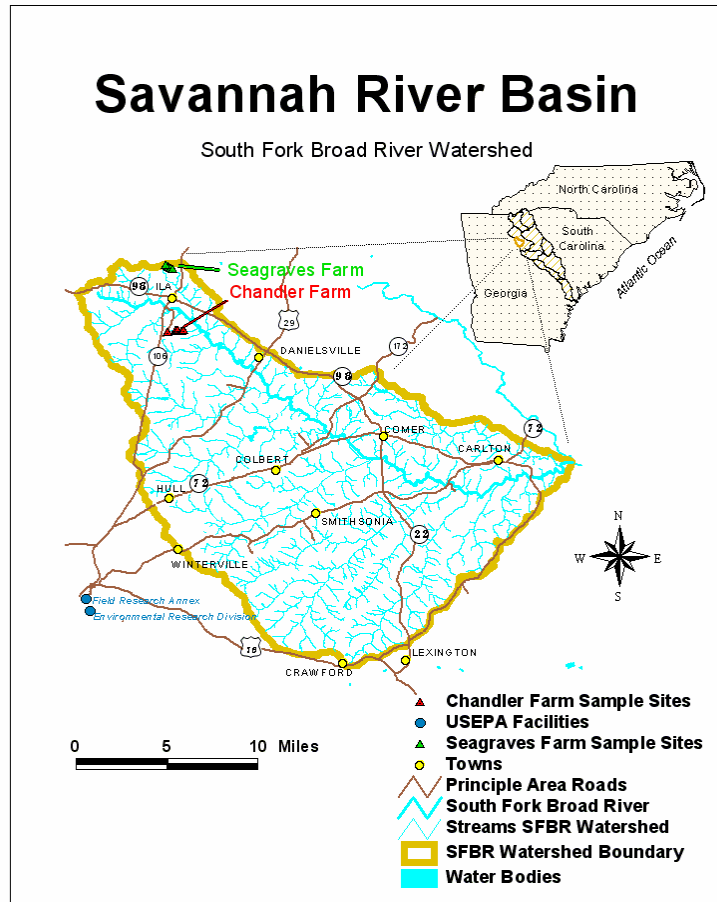 Savannah River Basin
South Fork Broad River Watershed
North Carolina
South
Carolina
Georgia
Atlantic Ocean
Seagraves Farm
Chandler Farm
98
ILA
29
106
DANIELSVILLE
172
98
COMER
72
CARLTON
COLBERT
72
HULL
SMITHSONIA
22
WINTERVILLE
N
W
E
S
Field Research Annex
Environmental Research Division
LEXINGTON
CRAWFORD
Chandler Farm Sample Sites
USEPA Facilities
Seagraves Farm Sample Sites
Towns
Principle Area Roads
South Fork Broad River
Streams SFBR Watershed
SFBR Watershed Boundary
Water Bodies
0 5 10 Miles